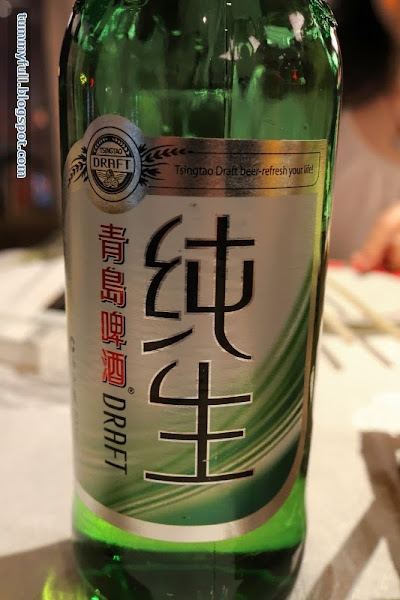 tummyfull.blogspot.com
TSINGTAO
DRAFT
Tsingtao Draft beer-refresh your life!
纯生
青島啤酒® DRAFT